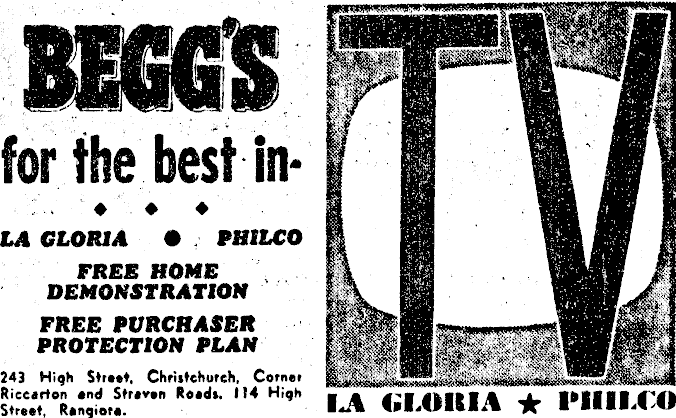 BEGG'S
for the best in-
LA GLORIA ● PHILCO
FREE HOME
DEMONSTRATION
FREE PURCHASER
PROTECTION PLAN
243 High Street, Christchurch, Corner
Riccarton and Straven Roads. 114 High
Street, Rangiora.
TV
LA GLORIA ★ PHILCO